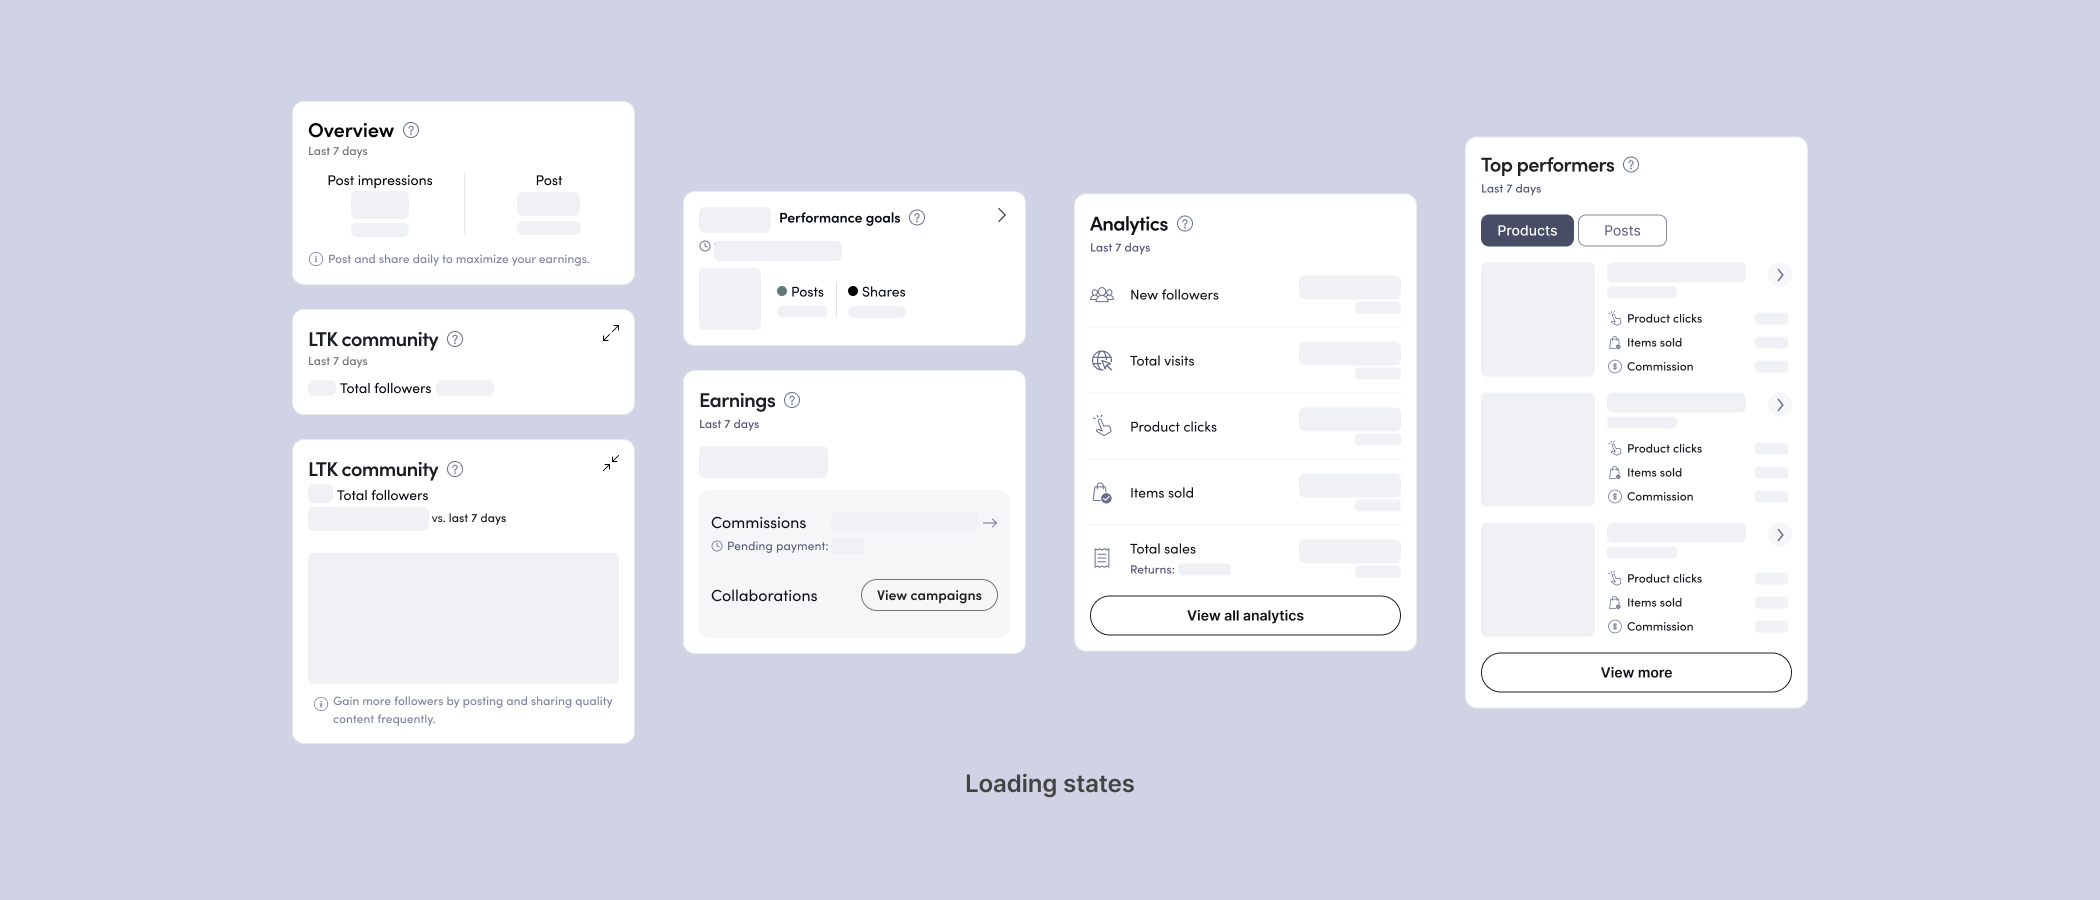 Overview
Last 7 days
Post impressions
Post
Post and share daily to maximize your earnings.
LTK community
Last 7 days
Total followers
LTK community
Total followers
vs. last 7 days
Gain more followers by posting and sharing quality
content frequently.
Performance goals
Posts
Shares
Earnings
Last 7 days
Commissions
Pending payment:
Collaborations
View campaigns
Analytics
Last 7 days
New followers
Total visits
Product clicks
Items sold
Total sales
Returns:
View all analytics
Top performers
Last 7 days
Products
Posts
Product clicks
Items sold
Commission
Product clicks
Items sold
Commission
Product clicks
Items sold
Commission
View more
Loading states